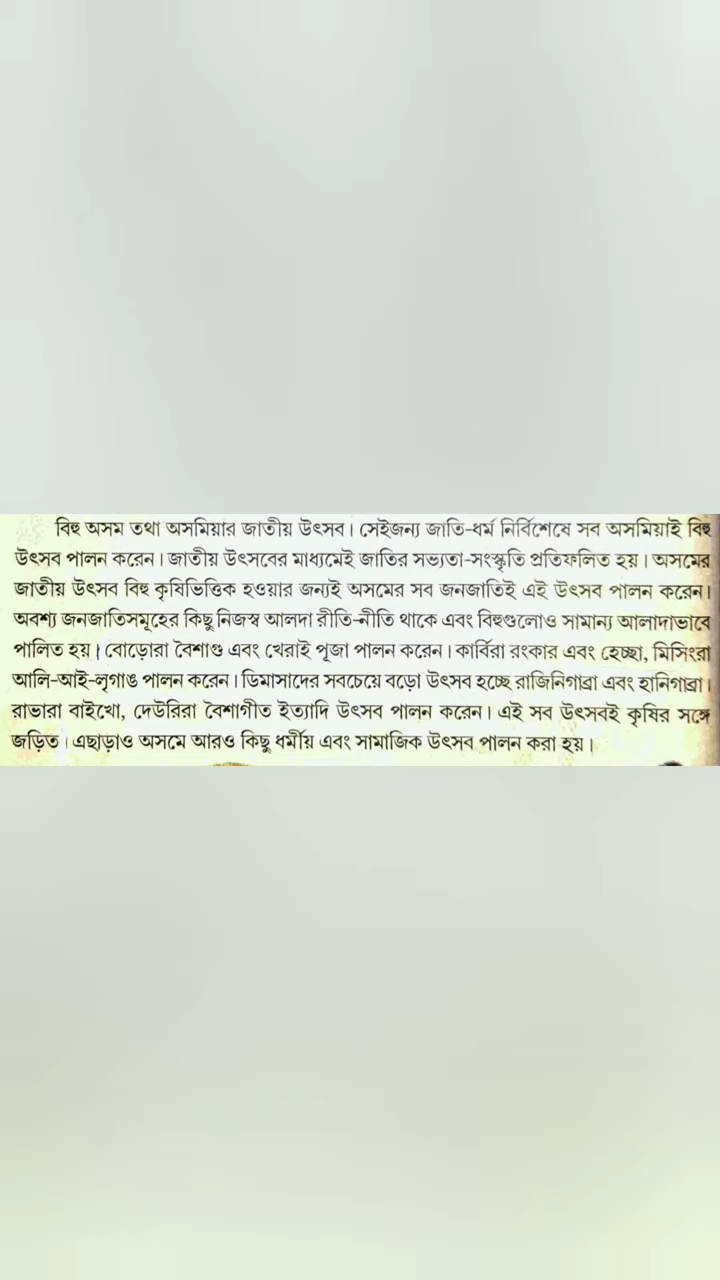 বিহু অসম তথা অসমিয়ার জাতীয় উৎসব। সেইজন্য জাতি-ধর্ম নির্বিশেষে সব অসমিয়াই বিহু
উৎসব পালন করেন। জাতীয় উৎসবের মাধ্যমেই জাতির সভ্যতা-সংস্কৃতি প্রতিফলিত হয়। অসমের
জাতীয় উৎসব বিহু কৃষিভিত্তিক হওয়ার জন্যই অসমের সব জনজাতিই এই উৎসব পালন করেন।
অবশ্য জনজাতিসমূহের কিছু নিজস্ব আলদা রীতি-নীতি থাকে এবং বিহুগুলোও সামান্য আলাদাভাবে
পালিত হয়। বোড়োরা বৈশাগু এবং খেরাই পূজা পালন করেন। কার্বিরা রংকার এবং হেচ্ছা, মিসিংরা
আলি-আই-লৃগাঙ পালন করেন। ডিমাসাদের সবচেয়ে বড়ো উৎসব হচ্ছে রাজিনিগাব্রা এবং হানিগাব্রা।
রাভারা বাইখো, দেউরিরা বৈশাগীত ইত্যাদি উৎসব পালন করেন। এই সব উৎসবই কৃষির সঙ্গে
জড়িত। এছাড়াও অসমে আরও কিছু ধর্মীয় এবং সামাজিক উৎসব পালন করা হয়।